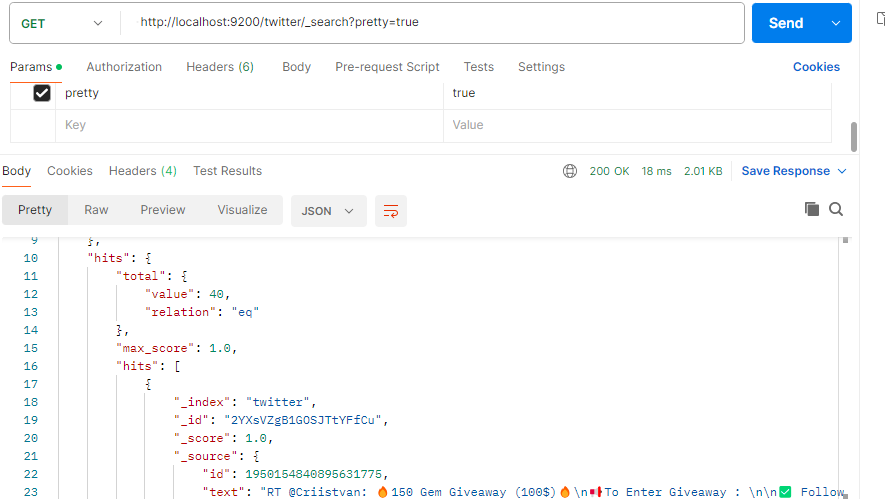 GET http://localhost:9200/twitter/_search?pretty=true Send
Params Authorization Headers (6) Body Pre-request Script Tests Settings Cookies
pretty true
Key Value
Body Cookies Headers (4) Test Results 200 OK 18 ms 2.01 KB Save Response
Pretty Raw Preview Visualize JSON
9 },
10 "hits": {
11 "total": {
12 "value": 40,
13 "relation": "eq"
14 },
15 "max_score": 1.0,
16 "hits": [
17 {
18 "_index": "twitter",
19 "_id": "2YXsVZgB1GOSJTtYFfCu",
20 "_score": 1.0,
21 "_source": {
22 "id": 1950154840895631775,
23 "text": "RT @Criistvan: 🔥150 Gem Giveaway (100$)🔥\n📢To Enter Giveaway : \n\n✅ Follow